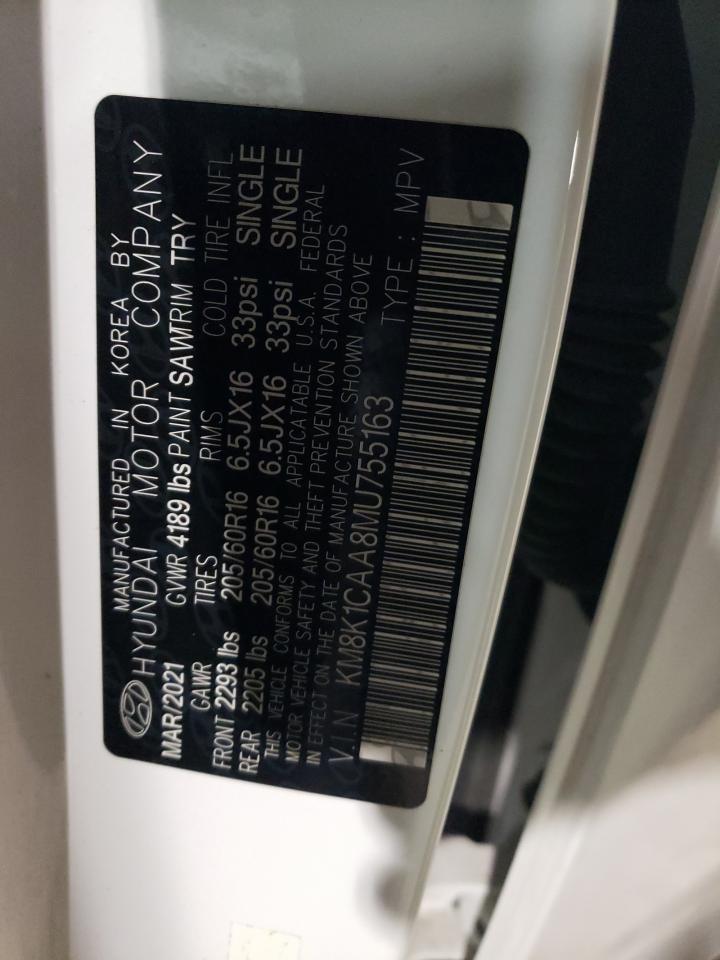 MANUFACTURED IN KOREA BY
HYUNDAI MOTOR COMPANY
MAR/2021 GVWR 4189 lbs PAINT SAW TRIM TRY
GAWR TIRES RIMS COLD TIRE INFL
FRONT 2293 lbs 205/60R16 6.5JX16 33psi SINGLE
REAR 2205 lbs 205/60R16 6.5JX16 33psi SINGLE
THIS VEHICLE CONFORMS TO ALL APPLICATABLE U.S.A. FEDERAL
MOTOR VEHICLE SAFETY AND THEFT PREVENTION STANDARDS
IN EFFECT ON THE DATE OF MANUFACTURE SHOWN ABOVE
V.I.N KM8K1CAA8MU755163 TYPE : MPV